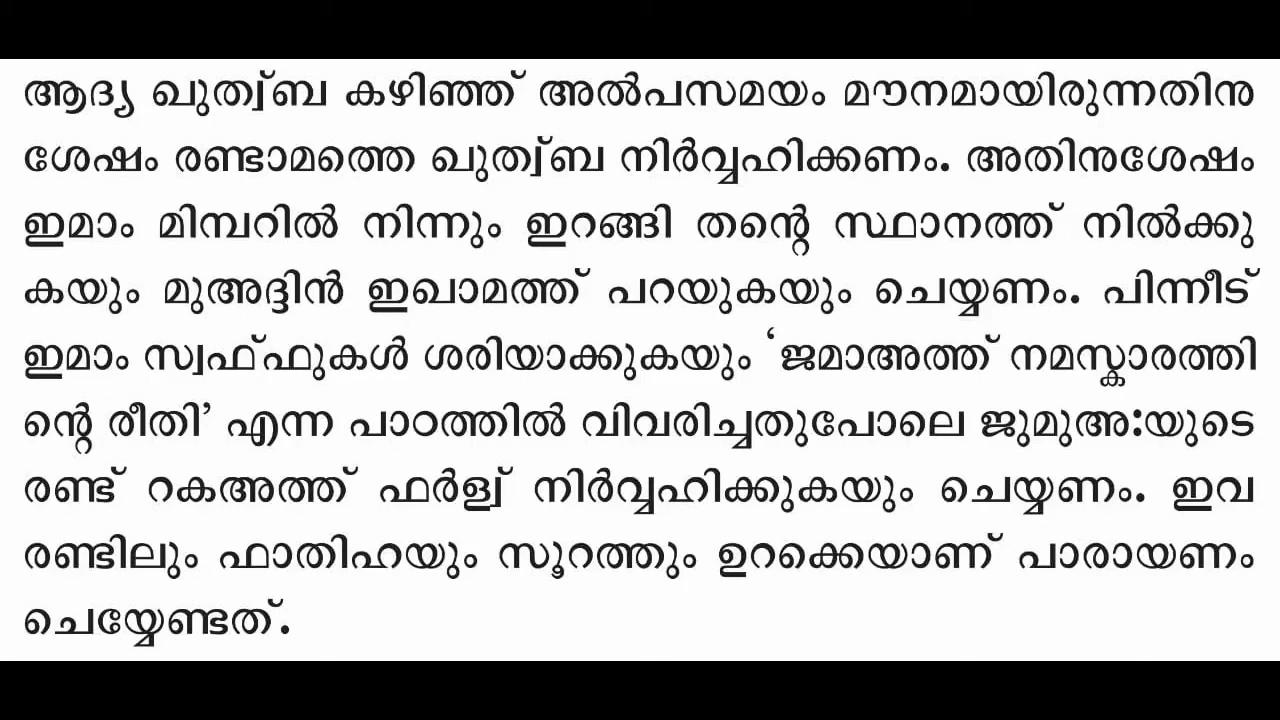 ആദ്യ ഖുത്വ്ബ കഴിഞ്ഞ് അൽപസമയം മൗനമായിരുന്നതിനു
ശേഷം രണ്ടാമത്തെ ഖുത്വ്ബ നിർവ്വഹിക്കണം. അതിനുശേഷം
ഇമാം മിമ്പറിൽ നിന്നും ഇറങ്ങി തന്റെ സ്ഥാനത്ത് നിൽക്കു
കയും മുഅദ്ദിൻ ഇഖാമത്ത് പറയുകയും ചെയ്യണം. പിന്നീട്
ഇമാം സ്വഫ്ഫുകൾ ശരിയാക്കുകയും ‘ജമാഅത്ത് നമസ്കാരത്തി
ന്റെ രീതി’ എന്ന പാഠത്തിൽ വിവരിച്ചതുപോലെ ജുമുഅ:യുടെ
രണ്ട് റകഅത്ത് ഫർള്വ് നിർവ്വഹിക്കുകയും ചെയ്യണം. ഇവ
രണ്ടിലും ഫാതിഹയും സൂറത്തും ഉറക്കെയാണ് പാരായണം
ചെയ്യേണ്ടത്.